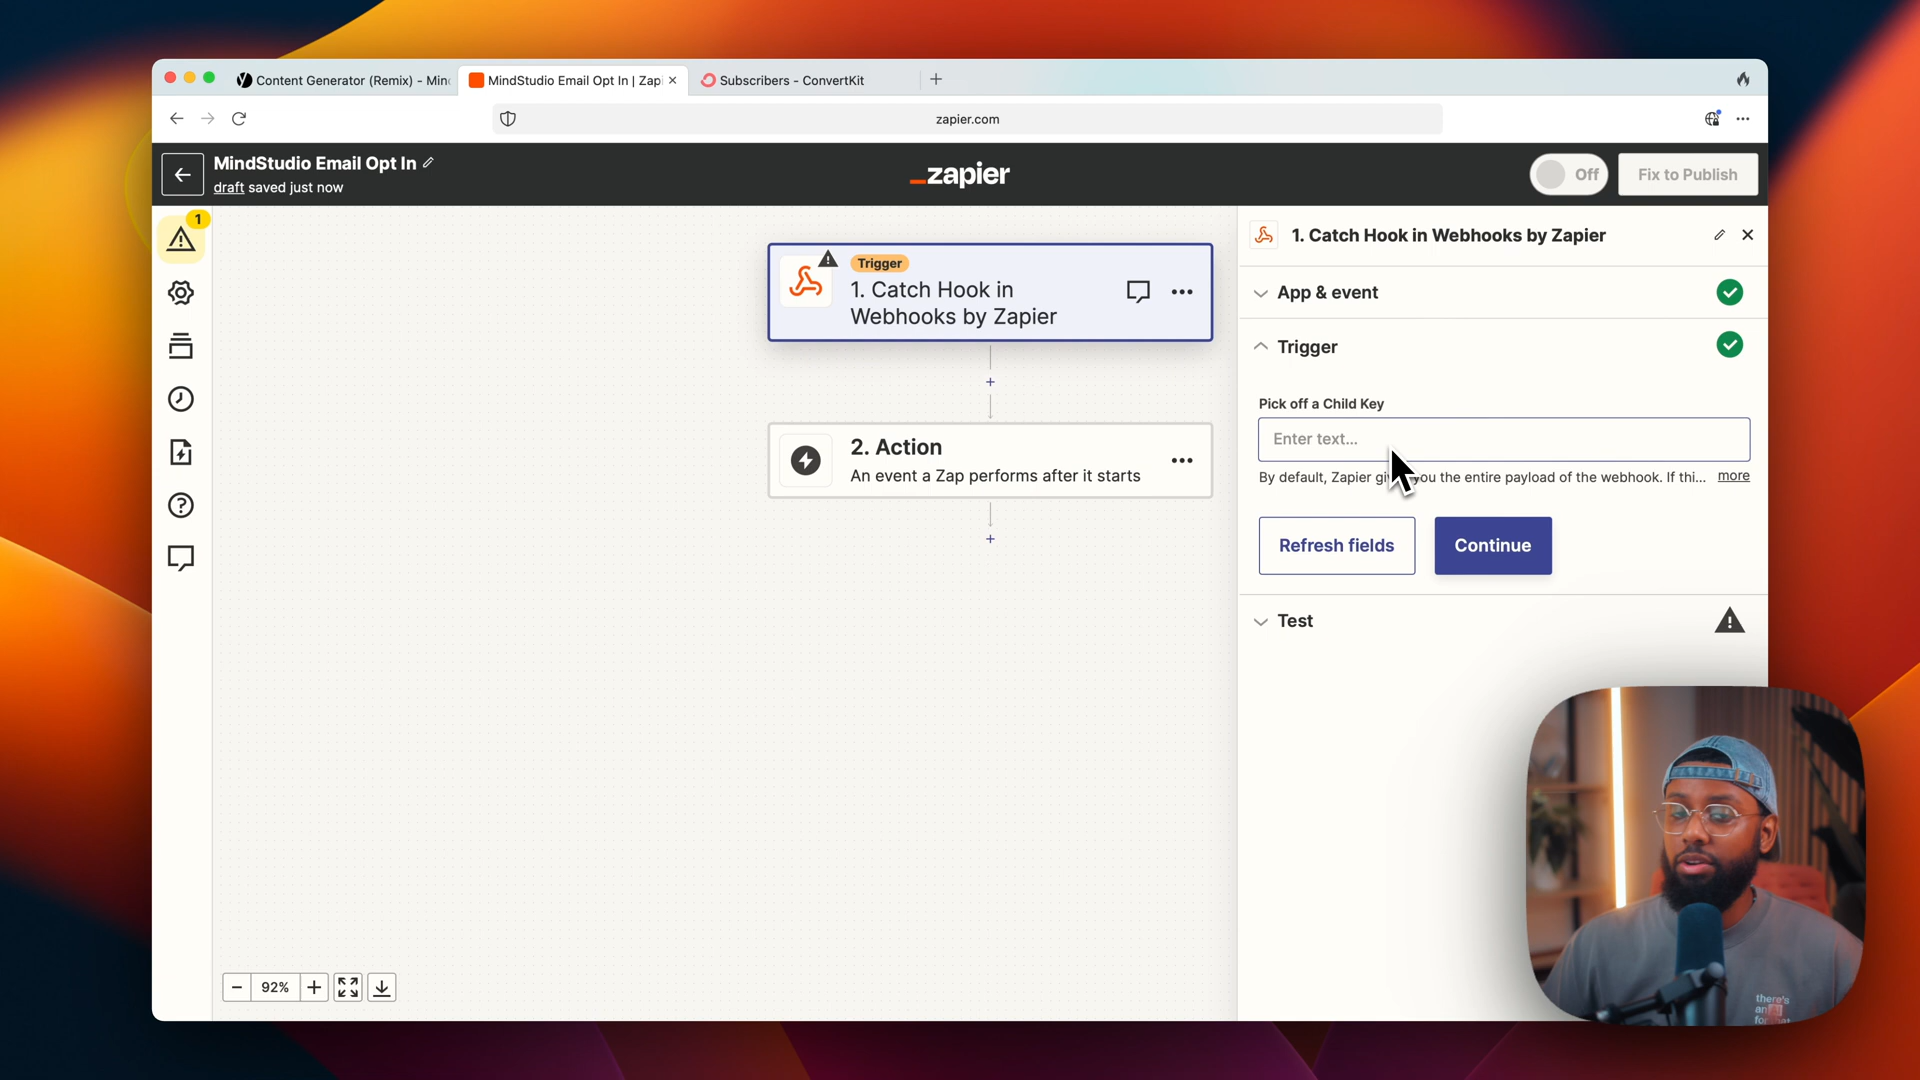 Content Generator (Remix) - Min
MindStudio Email Opt In | Zap
Subscribers - ConvertKit
zapier.com
MindStudio Email Opt In
draft saved just now
_zapier
Off
Fix to Publish
1
Trigger
1. Catch Hook in
Webhooks by Zapier
2. Action
An event a Zap performs after it starts
92%
1. Catch Hook in Webhooks by Zapier
App & event
Trigger
Pick off a Child Key
Enter text...
By default, Zapier gi you the entire payload of the webhook. If thi... more
Refresh fields
Continue
Test
there's
an AI